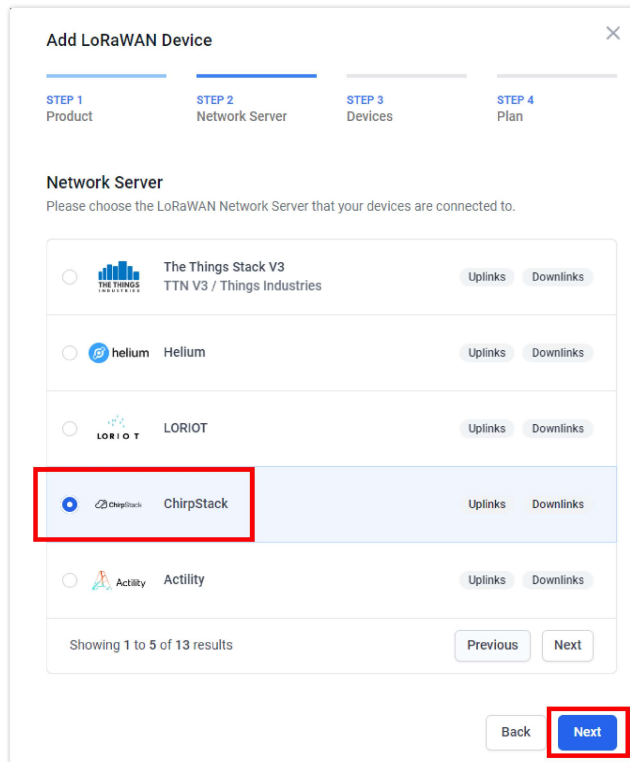 Add LoRaWAN Device
STEP 1
Product
STEP 2
Network Server
STEP 3
Devices
STEP 4
Plan
Network Server
Please choose the LoRaWAN Network Server that your devices are connected to.
THE THINGS
INDUSTRIES
The Things Stack V3
TTN V3 / Things Industries
Uplinks
Downlinks
helium
Helium
Uplinks
Downlinks
LORIOT
LORIOT
Uplinks
Downlinks
ChirpStack
ChirpStack
Uplinks
Downlinks
Actility
Actility
Uplinks
Downlinks
Showing 1 to 5 of 13 results
Previous
Next
Back
Next